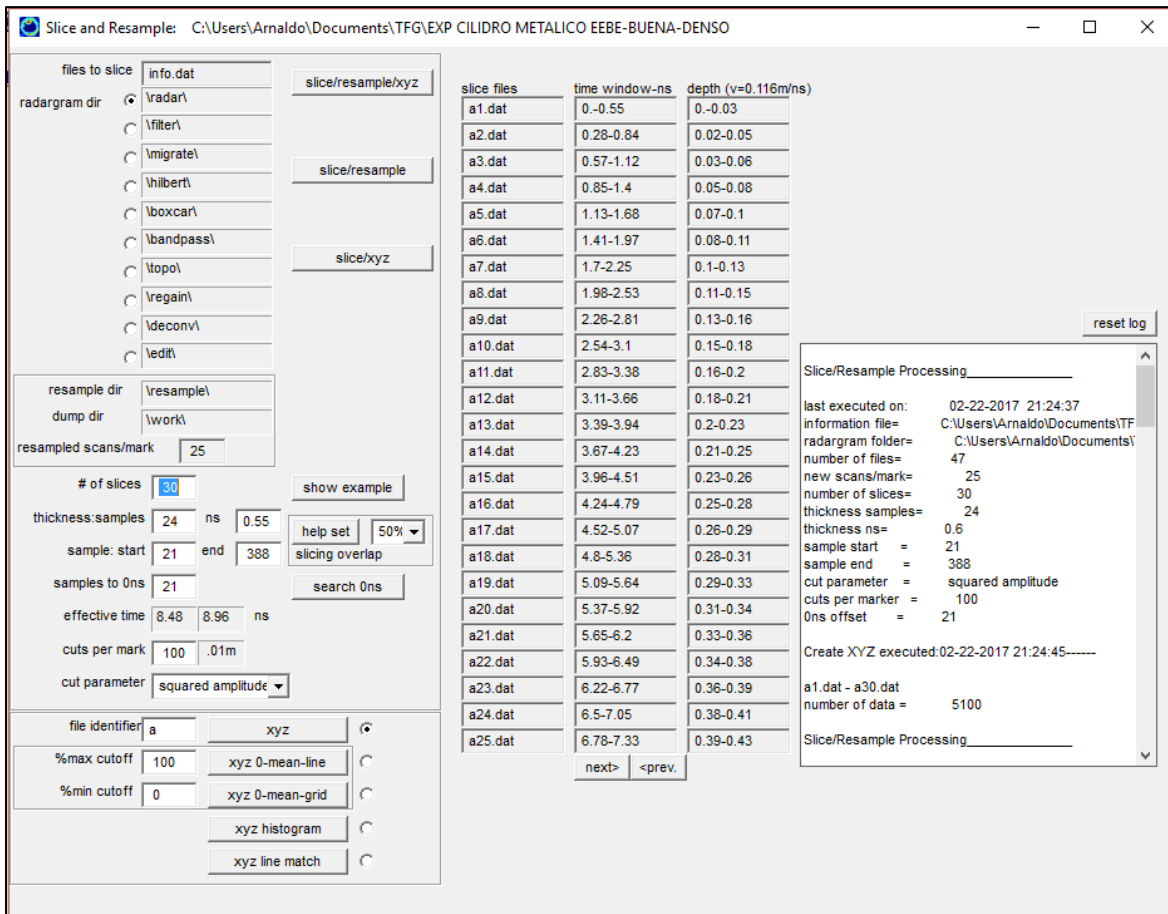 Slice and Resample: C:\Users\Arnaldo\Documents\TFG\EXP CILIDRO METALICO EEBE-BUENA-DENSO
files to slice info.dat
slice/resample/xyz
radargram dir \radar\
\filter\
\migrate\
slice/resample
\hilbert\
\boxcar\
\bandpass\
slice/xyz
\topo\
\regain\
\deconv\
\edit\
resample dir \resample\
dump dir \work\
resampled scans/mark 25
# of slices 30 show example
thickness:samples 24 ns 0.55
help set 50%
sample: start 21 end 388 slicing overlap
samples to 0ns 21 search 0ns
effective time 8.48 8.96 ns
cuts per mark 100 .01m
cut parameter squared amplitude
file identifier a xyz
%max cutoff 100 xyz 0-mean-line
%min cutoff 0 xyz 0-mean-grid
xyz histogram
xyz line match
slice files time window-ns depth (v=0.116m/ns)
a1.dat 0.-0.55 0.-0.03
a2.dat 0.28-0.84 0.02-0.05
a3.dat 0.57-1.12 0.03-0.06
a4.dat 0.85-1.4 0.05-0.08
a5.dat 1.13-1.68 0.07-0.1
a6.dat 1.41-1.97 0.08-0.11
a7.dat 1.7-2.25 0.1-0.13
a8.dat 1.98-2.53 0.11-0.15
a9.dat 2.26-2.81 0.13-0.16
a10.dat 2.54-3.1 0.15-0.18
a11.dat 2.83-3.38 0.16-0.2
a12.dat 3.11-3.66 0.18-0.21
a13.dat 3.39-3.94 0.2-0.23
a14.dat 3.67-4.23 0.21-0.25
a15.dat 3.96-4.51 0.23-0.26
a16.dat 4.24-4.79 0.25-0.28
a17.dat 4.52-5.07 0.26-0.29
a18.dat 4.8-5.36 0.28-0.31
a19.dat 5.09-5.64 0.29-0.33
a20.dat 5.37-5.92 0.31-0.34
a21.dat 5.65-6.2 0.33-0.36
a22.dat 5.93-6.49 0.34-0.38
a23.dat 6.22-6.77 0.36-0.39
a24.dat 6.5-7.05 0.38-0.41
a25.dat 6.78-7.33 0.39-0.43
next> <prev.
reset log
Slice/Resample Processing_______________
last executed on: 02-22-2017 21:24:37
information file= C:\Users\Arnaldo\Documents\TF
radargram folder= C:\Users\Arnaldo\Documents\
number of files= 47
new scans/mark= 25
number of slices= 30
thickness samples= 24
thickness ns= 0.6
sample start = 21
sample end = 388
cut parameter = squared amplitude
cuts per marker = 100
0ns offset = 21
Create XYZ executed:02-22-2017 21:24:45------
a1.dat - a30.dat
number of data = 5100
Slice/Resample Processing_______________